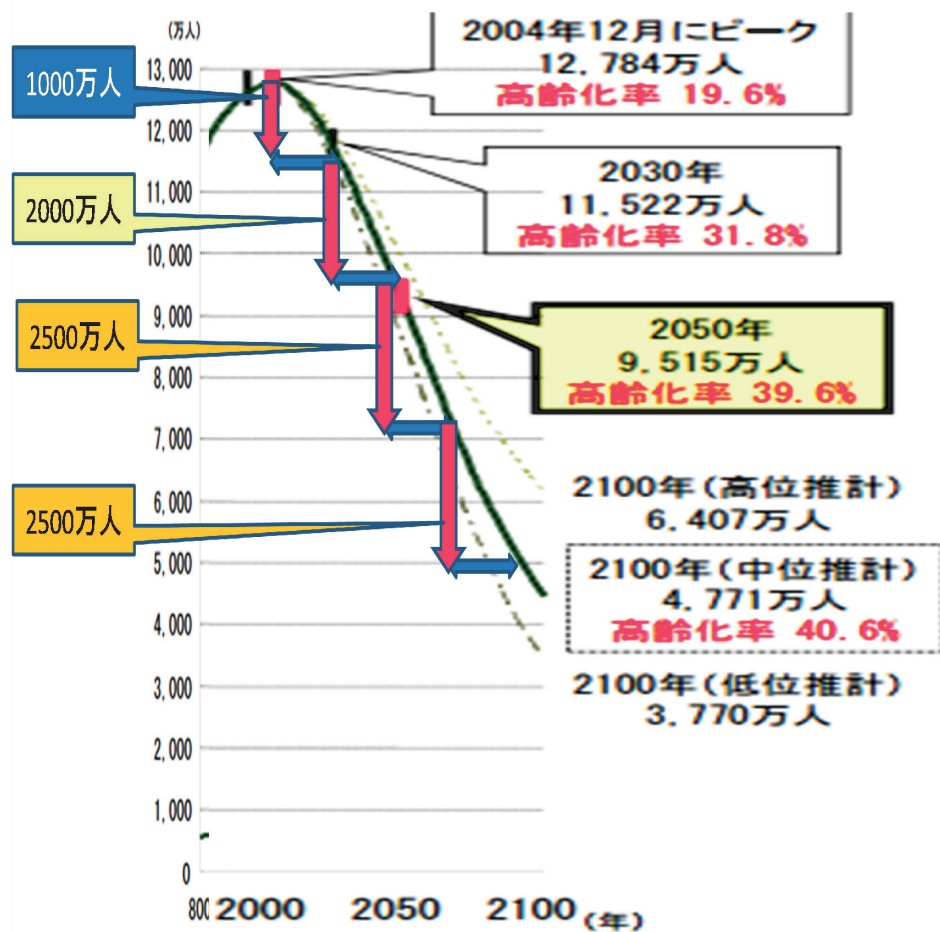 (万人)
13,000
12,000
11,000
10,000
9,000
8,000
7,000
6,000
5,000
4,000
3,000
2,000
1,000
0
1000万人
2000万人
2500万人
2500万人
2004年12月にピーク
12,784万人
高齢化率 19.6%
2030年
11,522万人
高齢化率 31.8%
2050年
9,515万人
高齢化率 39.6%
2100年(高位推計)
6,407万人
2100年(中位推計)
4,771万人
高齢化率 40.6%
2100年(低位推計)
3,770万人
800 2000 2050 2100 (年)